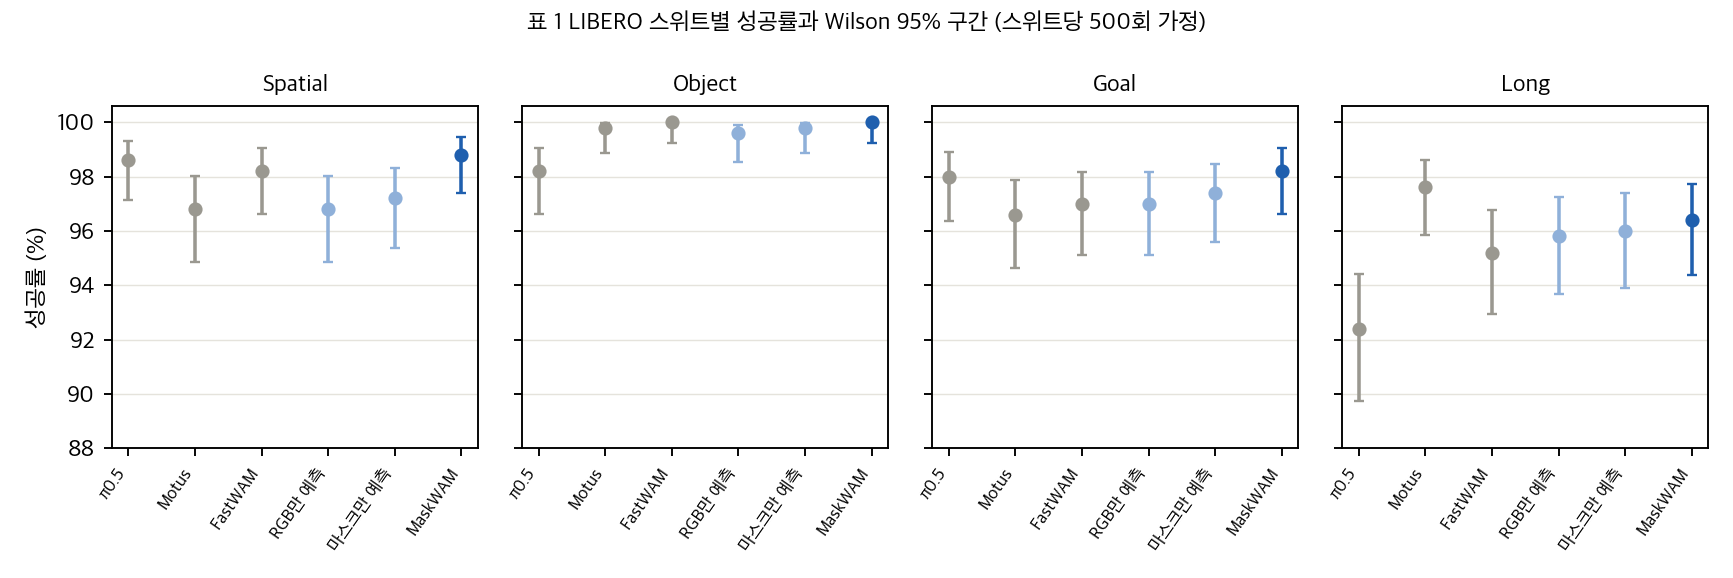 표 1 LIBERO 스위트별 성공률과 Wilson 95% 구간 (스위트당 500회 가정)
Spatial
Object
Goal
Long
성공률 (%)
100
98
96
94
92
90
88
π0.5
Motus
FastWAM
RGB만 예측
마스크만 예측
MaskWAM
π0.5
Motus
FastWAM
RGB만 예측
마스크만 예측
MaskWAM
π0.5
Motus
FastWAM
RGB만 예측
마스크만 예측
MaskWAM
π0.5
Motus
FastWAM
RGB만 예측
마스크만 예측
MaskWAM